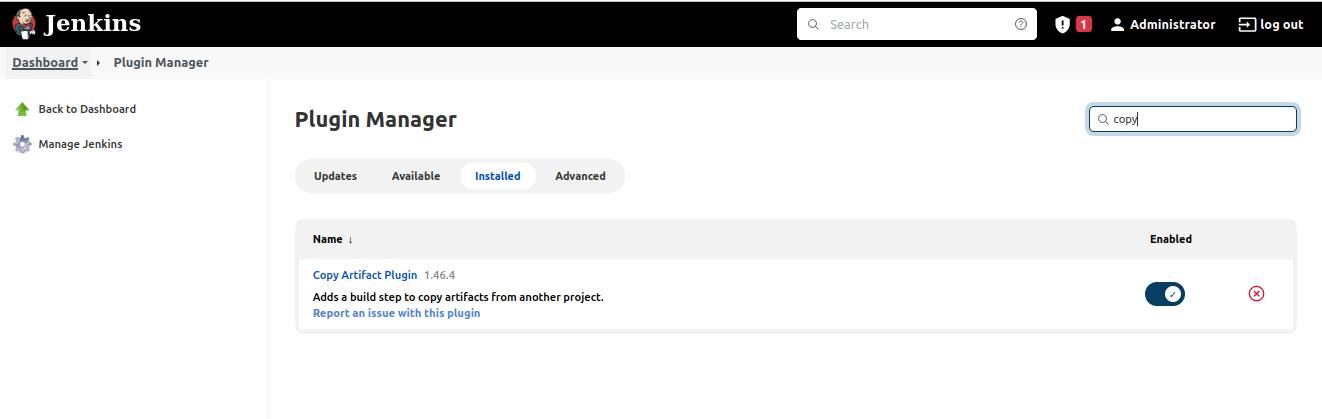 Jenkins
Search
1
Administrator
log out
Dashboard
Plugin Manager
Back to Dashboard
Manage Jenkins
Plugin Manager
copy
Updates
Available
Installed
Advanced
Name ↓
Enabled
Copy Artifact Plugin 1.46.4
Adds a build step to copy artifacts from another project.
Report an issue with this plugin